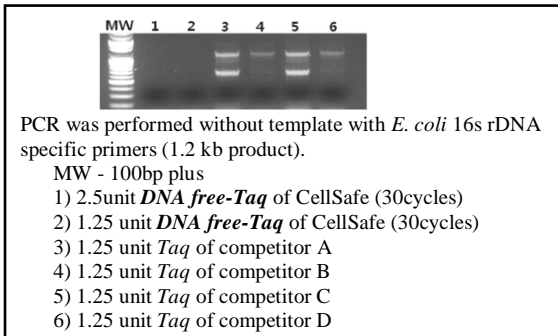 MW 1 2 3 4 5 6
PCR was performed without template with E. coli 16s rDNA
specific primers (1.2 kb product).
MW - 100bp plus
1) 2.5unit DNA free-Taq of CellSafe (30cycles)
2) 1.25 unit DNA free-Taq of CellSafe (30cycles)
3) 1.25 unit Taq of competitor A
4) 1.25 unit Taq of competitor B
5) 1.25 unit Taq of competitor C
6) 1.25 unit Taq of competitor D